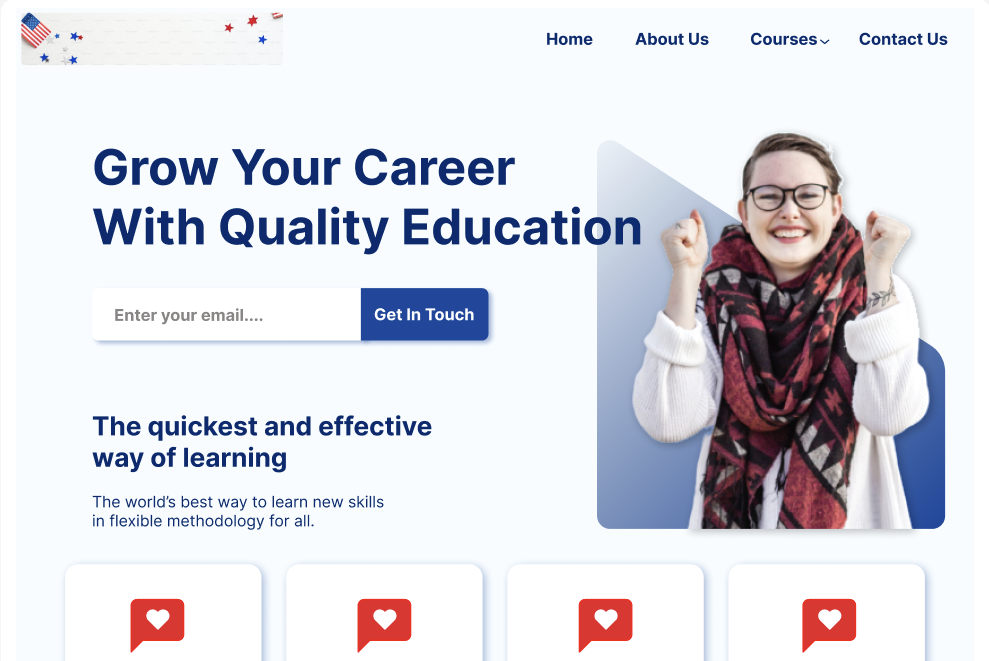 Home About Us Courses Contact Us
Grow Your Career
With Quality Education
Enter your email....
Get In Touch
The quickest and effective
way of learning
The world’s best way to learn new skills
in flexible methodology for all.